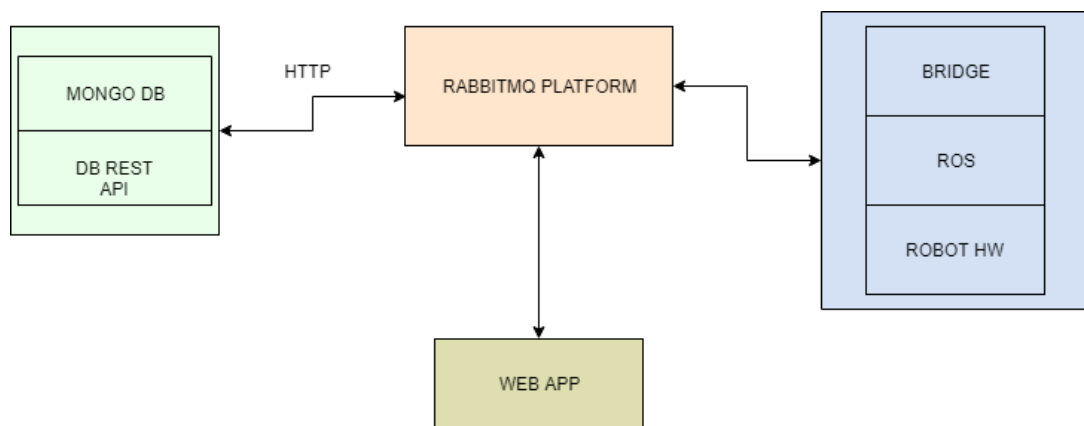 MONGO DB
DB REST
API
HTTP
RABBITMQ PLATFORM
BRIDGE
ROS
ROBOT HW
WEB APP